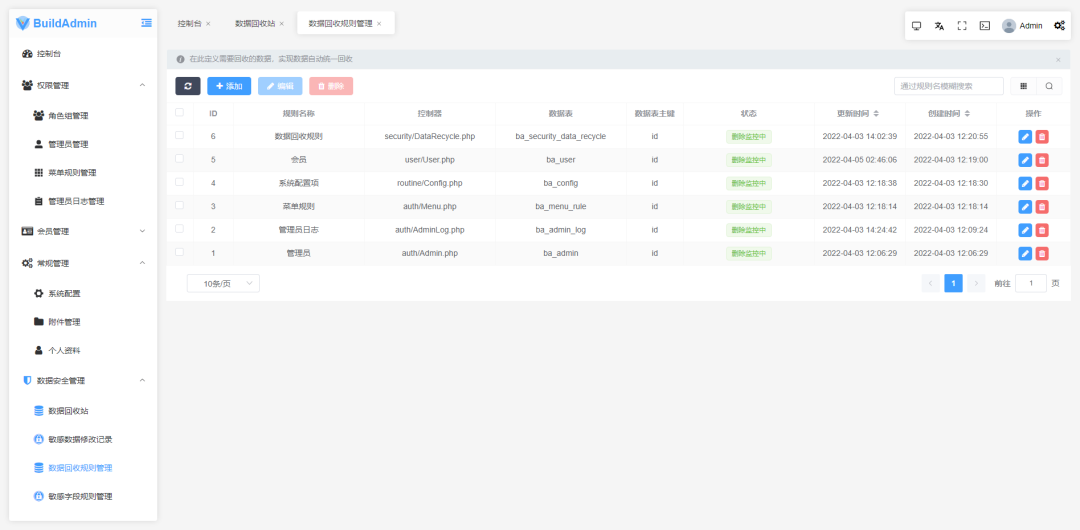 BuildAdmin
控制台
权限管理
角色组管理
管理员管理
菜单规则管理
管理员日志管理
会员管理
常规管理
系统配置
附件管理
个人资料
数据安全管理
数据回收站
敏感数据修改记录
数据回收规则管理
敏感字段规则管理
控制台 × 数据回收站 × 数据回收规则管理 ×
Admin
在此定义需要回收的数据，实现数据自动统一回收
添加 编辑 删除 通过规则名模糊搜索
ID 规则名称 控制器 数据表 数据表主键 状态 更新时间 创建时间 操作
6 数据回收规则 security/DataRecycle.php ba_security_data_recycle id 删除监控中 2022-04-03 14:02:39 2022-04-03 12:20:55
5 会员 user/User.php ba_user id 删除监控中 2022-04-05 02:46:06 2022-04-03 12:19:00
4 系统配置项 routine/Config.php ba_config id 删除监控中 2022-04-03 12:18:38 2022-04-03 12:18:30
3 菜单规则 auth/Menu.php ba_menu_rule id 删除监控中 2022-04-03 12:18:14 2022-04-03 12:18:14
2 管理员日志 auth/AdminLog.php ba_admin_log id 删除监控中 2022-04-03 14:24:42 2022-04-03 12:09:24
1 管理员 auth/Admin.php ba_admin id 删除监控中 2022-04-03 12:06:29 2022-04-03 12:06:29
10条/页 1 前往 1 页